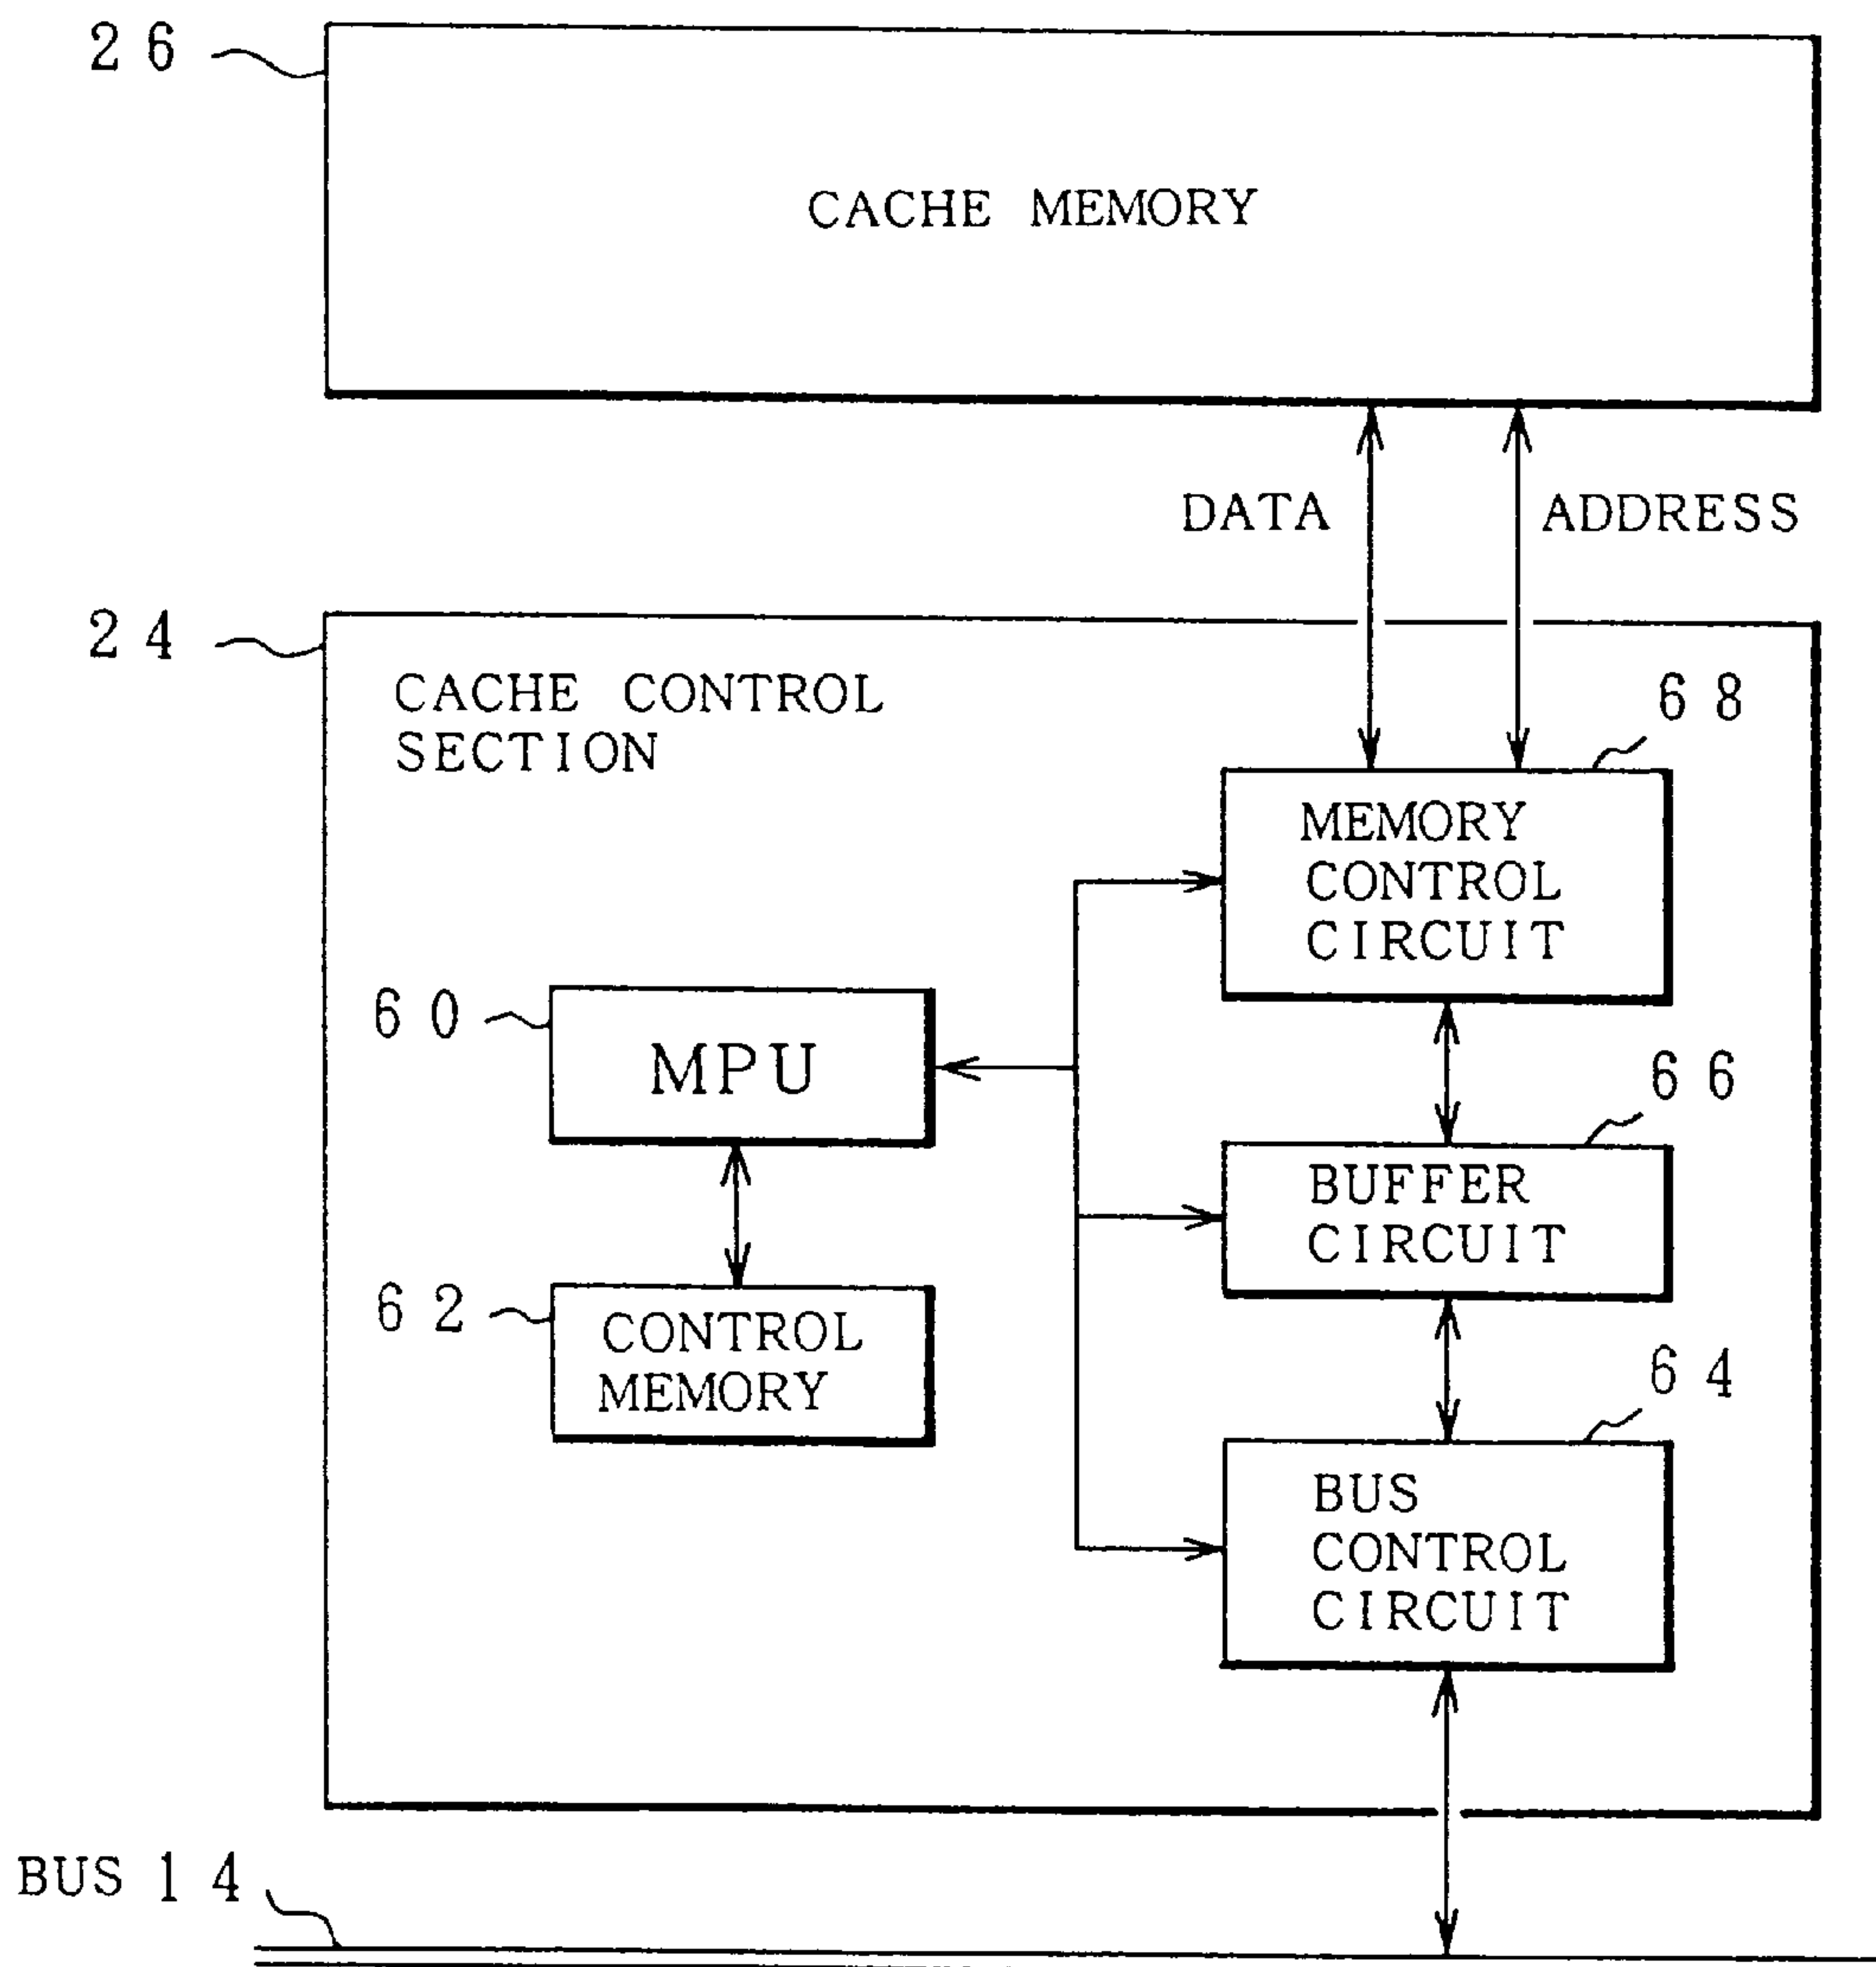 26
CACHE MEMORY
DATA
ADDRESS
24
CACHE CONTROL
SECTION
68
MEMORY
CONTROL
CIRCUIT
60
MPU
66
BUFFER
CIRCUIT
62
CONTROL
MEMORY
64
BUS
CONTROL
CIRCUIT
BUS 14